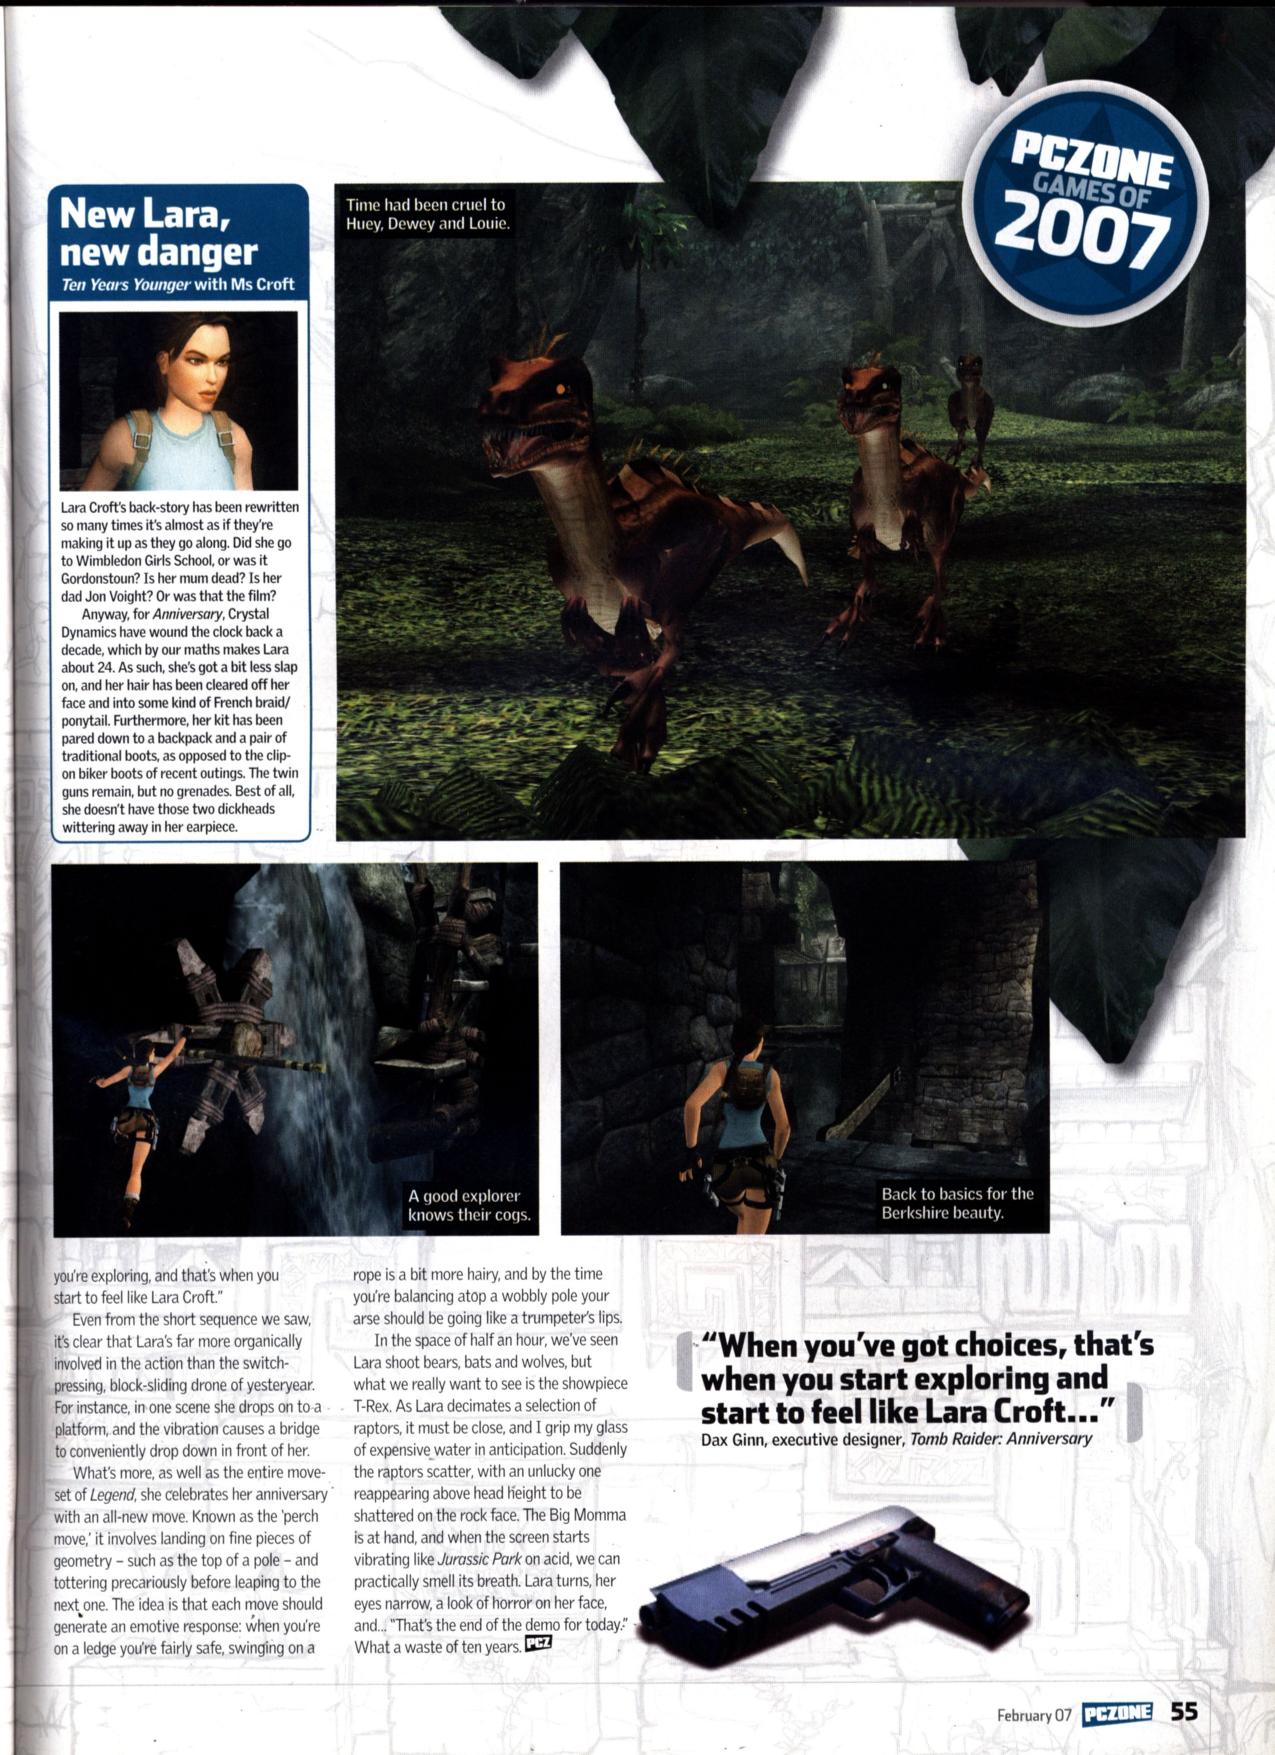 PCZONE
GAMES OF
2007
New Lara,
new danger
Ten Years Younger with Ms Croft
Lara Croft's back-story has been rewritten
so many times it's almost as if they're
making it up as they go along. Did she go
to Wimbledon Girls School, or was it
Gordonstoun? Is her mum dead? Is her
dad Jon Voight? Or was that the film?
Anyway, for Anniversary, Crystal
Dynamics have wound the clock back a
decade, which by our maths makes Lara
about 24. As such, she's got a bit less slap
on, and her hair has been cleared off her
face and into some kind of French braid/
ponytail. Furthermore, her kit has been
pared down to a backpack and a pair of
traditional boots, as opposed to the clip-
on biker boots of recent outings. The twin
guns remain, but no grenades. Best of all,
she doesn't have those two dickheads
wittering away in her earpiece.
Time had been cruel to
Huey, Dewey and Louie.
A good explorer
knows their cogs.
Back to basics for the
Berkshire beauty.
you're exploring, and that's when you
start to feel like Lara Croft."
Even from the short sequence we saw,
it's clear that Lara's far more organically
involved in the action than the switch-
pressing, block-sliding drone of yesteryear.
For instance, in one scene she drops on to a
platform, and the vibration causes a bridge
to conveniently drop down in front of her.
What's more, as well as the entire move-
set of Legend, she celebrates her anniversary
with an all-new move. Known as the 'perch
move,' it involves landing on fine pieces of
geometry – such as the top of a pole – and
tottering precariously before leaping to the
next one. The idea is that each move should
generate an emotive response: when you're
on a ledge you're fairly safe, swinging on a
rope is a bit more hairy, and by the time
you're balancing atop a wobbly pole your
arse should be going like a trumpeter's lips.
In the space of half an hour, we've seen
Lara shoot bears, bats and wolves, but
what we really want to see is the showpiece
T-Rex. As Lara decimates a selection of
raptors, it must be close, and I grip my glass
of expensive water in anticipation. Suddenly
the raptors scatter, with an unlucky one
reappearing above head height to be
shattered on the rock face. The Big Momma
is at hand, and when the screen starts
vibrating like Jurassic Park on acid, we can
practically smell its breath. Lara turns, her
eyes narrow, a look of horror on her face,
and... "That's the end of the demo for today."
What a waste of ten years. PCZ
"When you've got choices, that's
when you start exploring and
start to feel like Lara Croft..."
Dax Ginn, executive designer, Tomb Raider: Anniversary
February 07 PCZONE 55